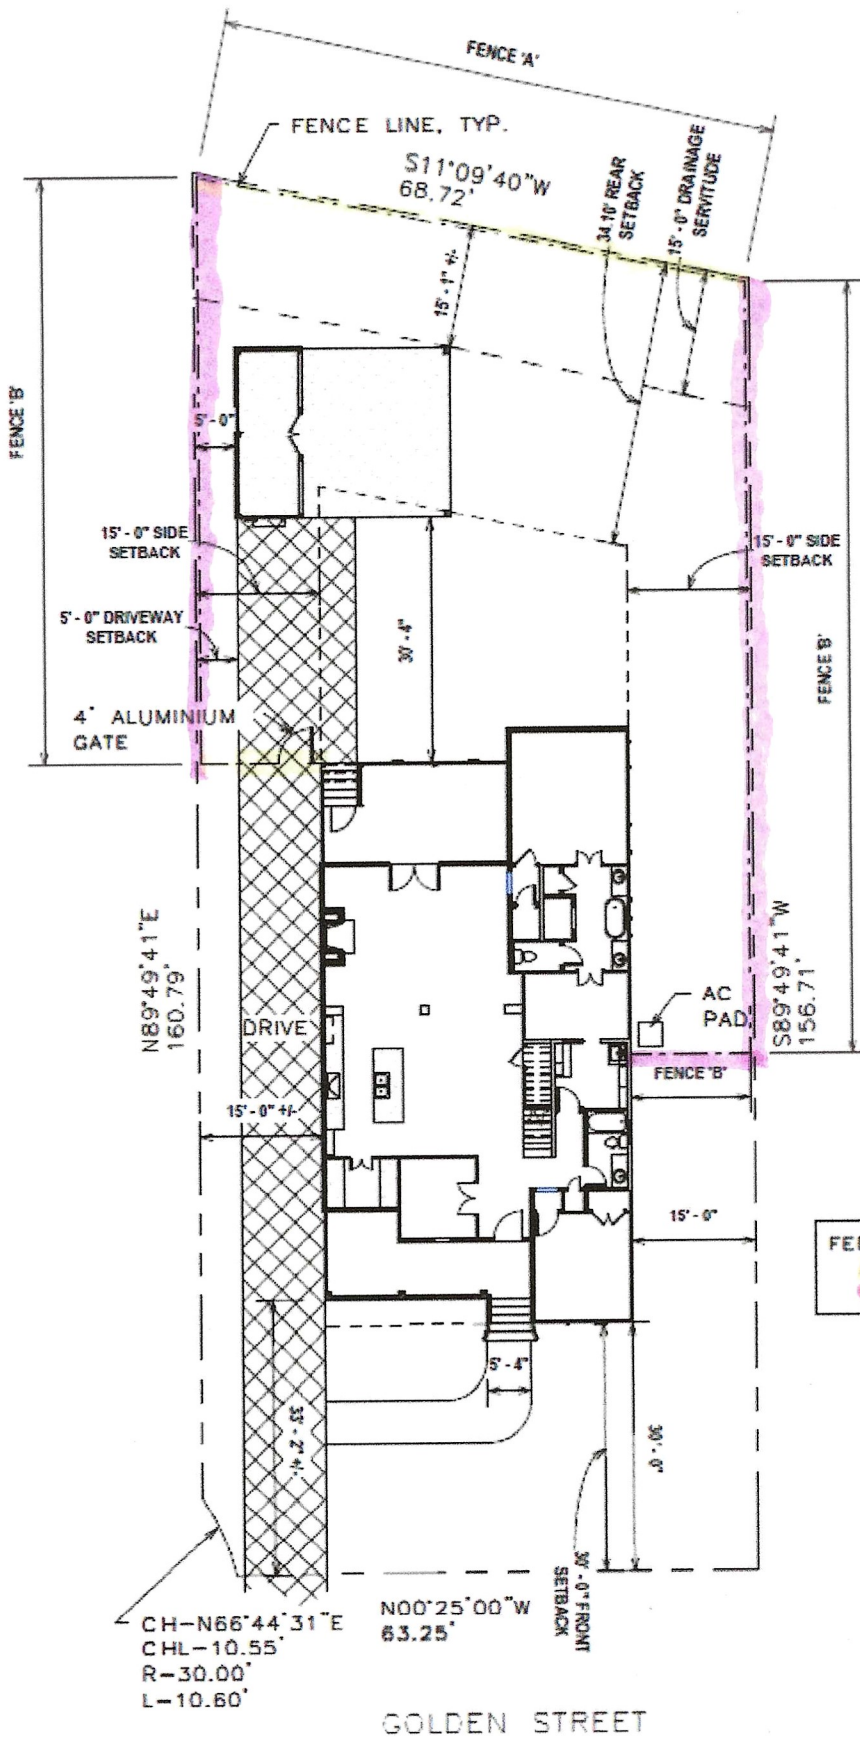 FENCE 'A'
FENCE LINE, TYP.
S11°09'40"W
68.72'
34.10' REAR
SETBACK
15' - 0" DRAINAGE
SERVITUDE
15' - 1" +/-
FENCE 'B'
5' - 0"
15' - 0" SIDE
SETBACK
15' - 0" SIDE
SETBACK
5' - 0" DRIVEWAY
SETBACK
30' - 4"
FENCE 'B'
4' ALUMINIUM
GATE
N89°49'41"E
160.79'
S89°49'41"W
156.71'
AC
PAD
DRIVE
FENCE 'B'
15' - 0" +/-
15' - 0"
5' - 4"
33' - 2" +/-
30' - 0"
30' - 0" FRONT
SETBACK
CH-N66°44'31"E
CHL-10.55'
R-30.00'
L-10.60'
N00°25'00"W
63.25'
GOLDEN STREET